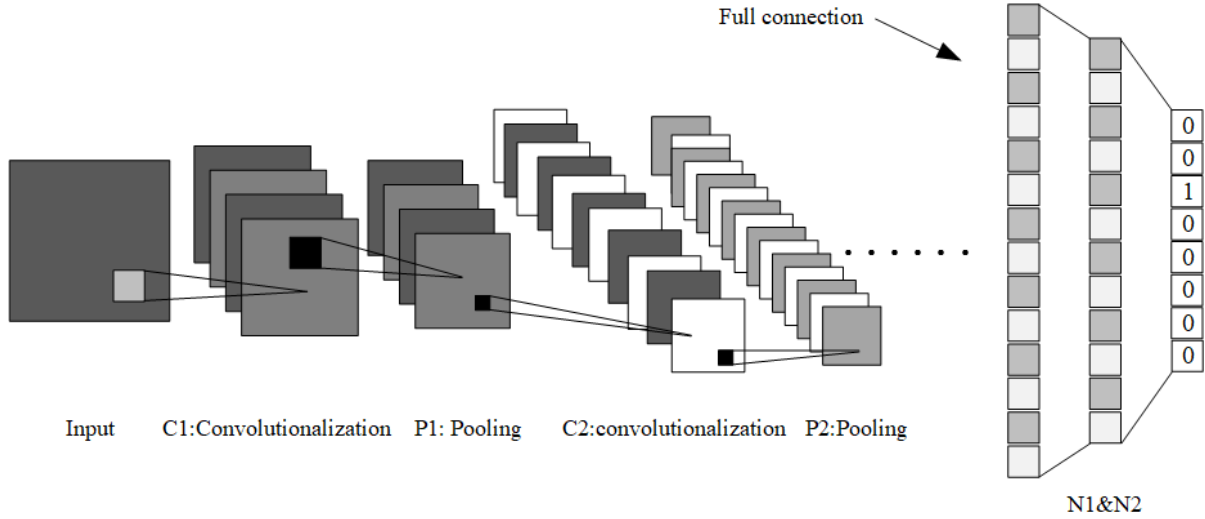 Full connection
0
0
1
0
0
0
0
0
Input
C1:Convolutionalization
P1: Pooling
C2:convolutionalization
P2:Pooling
N1&N2